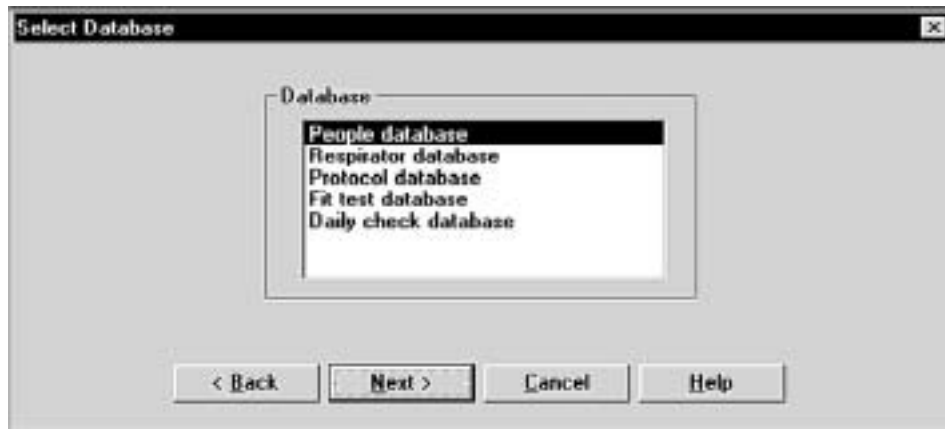 Select Database
Database
People database
Respirator database
Protocol database
Fit test database
Daily check database
< Back
Next >
Cancel
Help